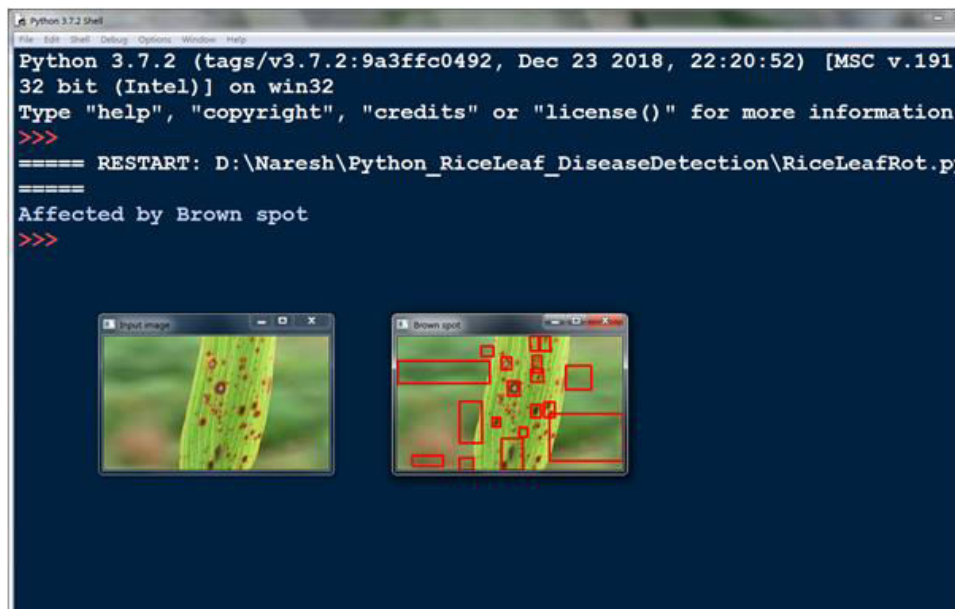 Python 3.7.2 Shell
File Edit Shell Debug Options Window Help
Python 3.7.2 (tags/v3.7.2:9a3ffc0492, Dec 23 2018, 22:20:52) [MSC v.191
32 bit (Intel)] on win32
Type "help", "copyright", "credits" or "license()" for more information
>>>
===== RESTART: D:\Naresh\Python_RiceLeaf_DiseaseDetection\RiceLeafRot.p
=====
Affected by Brown spot
>>>
Input image
Brown spot